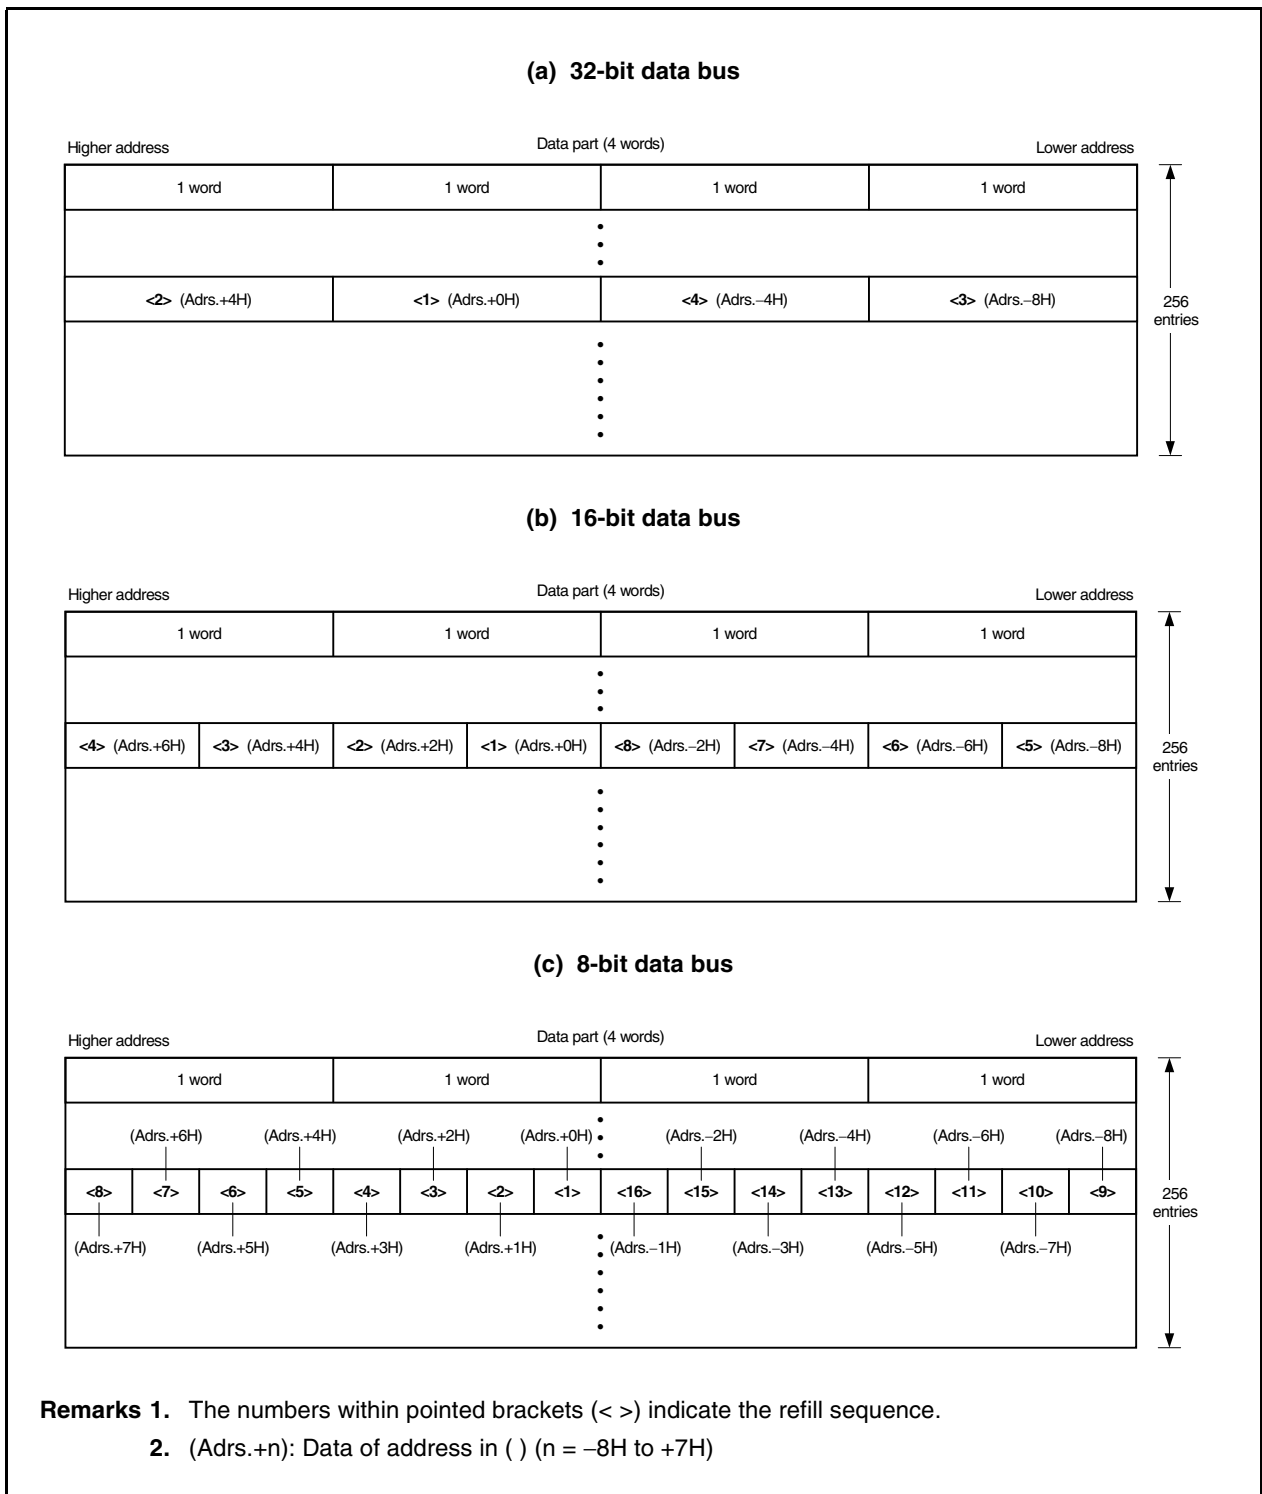 (a) 32-bit data bus
Higher address Data part (4 words) Lower address
1 word 1 word 1 word 1 word
<2> (Adrs.+4H) <1> (Adrs.+0H) <4> (Adrs.−4H) <3> (Adrs.−8H)
256
entries
(b) 16-bit data bus
Higher address Data part (4 words) Lower address
1 word 1 word 1 word 1 word
<4> (Adrs.+6H) <3> (Adrs.+4H) <2> (Adrs.+2H) <1> (Adrs.+0H) <8> (Adrs.−2H) <7> (Adrs.−4H) <6> (Adrs.−6H) <5> (Adrs.−8H)
256
entries
(c) 8-bit data bus
Higher address Data part (4 words) Lower address
1 word 1 word 1 word 1 word
(Adrs.+6H) (Adrs.+4H) (Adrs.+2H) (Adrs.+0H) (Adrs.−2H) (Adrs.−4H) (Adrs.−6H) (Adrs.−8H)
<8> <7> <6> <5> <4> <3> <2> <1> <16> <15> <14> <13> <12> <11> <10> <9>
256
entries
(Adrs.+7H) (Adrs.+5H) (Adrs.+3H) (Adrs.+1H) (Adrs.−1H) (Adrs.−3H) (Adrs.−5H) (Adrs.−7H)
Remarks 1. The numbers within pointed brackets (< >) indicate the refill sequence.
2. (Adrs.+n): Data of address in ( ) (n = −8H to +7H)